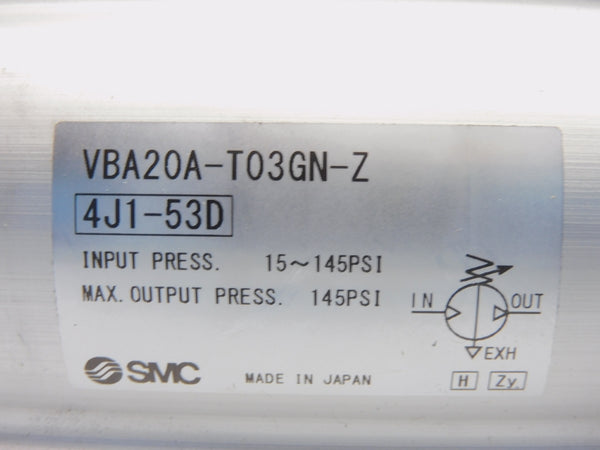 VBA20A-T03GN-Z
4J1-53D
INPUT PRESS. 15~145PSI
MAX. OUTPUT PRESS. 145PSI
IN OUT
EXH
SMC MADE IN JAPAN H Zy.